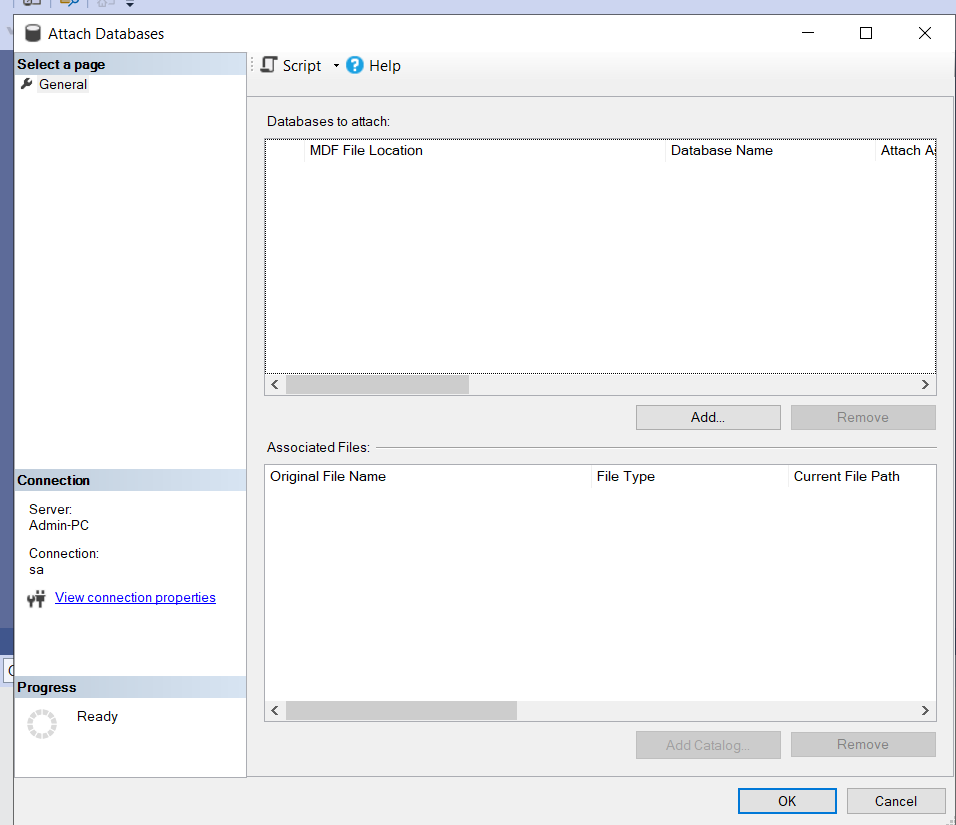 Attach Databases
Select a page
General
Script
Help
Databases to attach:
MDF File Location Database Name Attach A
Add... Remove
Associated Files:
Original File Name File Type Current File Path
Connection
Server:
Admin-PC
Connection:
sa
View connection properties
Progress
Ready
Add Catalog... Remove
OK Cancel